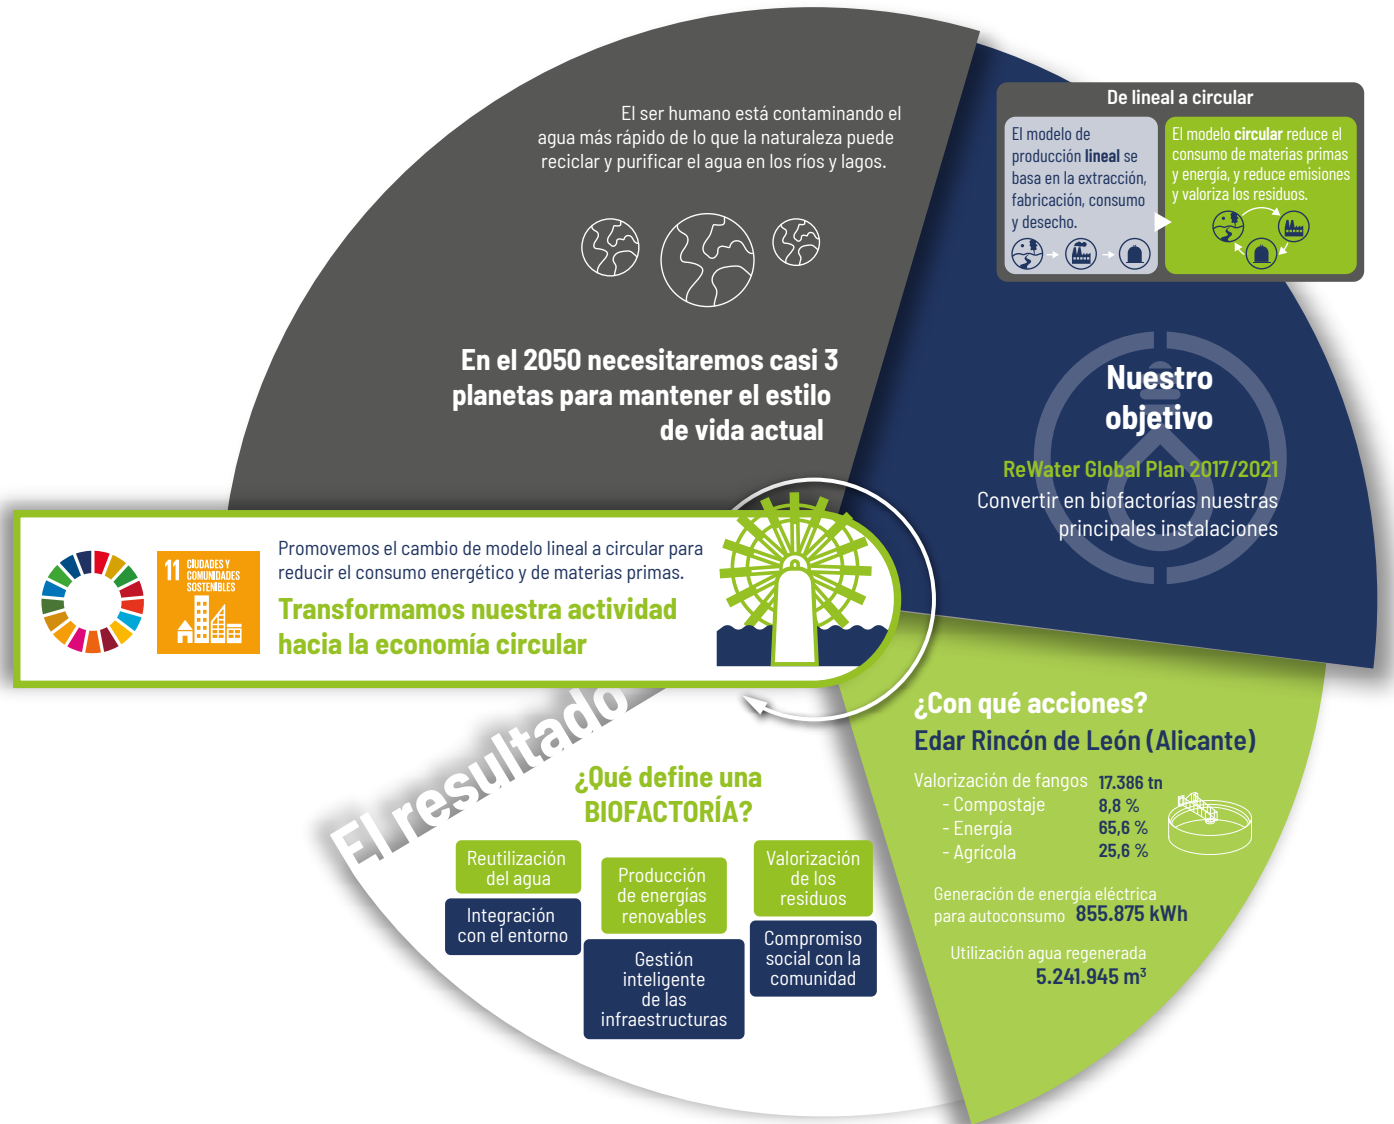 El ser humano está contaminando el
agua más rápido de lo que la naturaleza puede
reciclar y purificar el agua en los ríos y lagos.
En el 2050 necesitaremos casi 3
planetas para mantener el estilo
de vida actual
De lineal a circular
El modelo de
producción lineal se
basa en la extracción,
fabricación, consumo
y desecho.
El modelo circular reduce el
consumo de materias primas
y energía, y reduce emisiones
y valoriza los residuos.
Nuestro
objetivo
ReWater Global Plan 2017/2021
Convertir en biofactorías nuestras
principales instalaciones
11 CIUDADES Y
COMUNIDADES
SOSTENIBLES
Promovemos el cambio de modelo lineal a circular para
reducir el consumo energético y de materias primas.
Transformamos nuestra actividad
hacia la economía circular
¿Con qué acciones?
Edar Rincón de León (Alicante)
Valorización de fangos 17.386 tn
- Compostaje 8,8 %
- Energía 65,6 %
- Agrícola 25,6 %
Generación de energía eléctrica
para autoconsumo 855.875 kWh
Utilización agua regenerada
5.241.945 m³
El resultado
¿Qué define una
BIOFACTORÍA?
Reutilización
del agua
Integración
con el entorno
Producción
de energías
renovables
Gestión
inteligente
de las
infraestructuras
Valorización
de los
residuos
Compromiso
social con la
comunidad